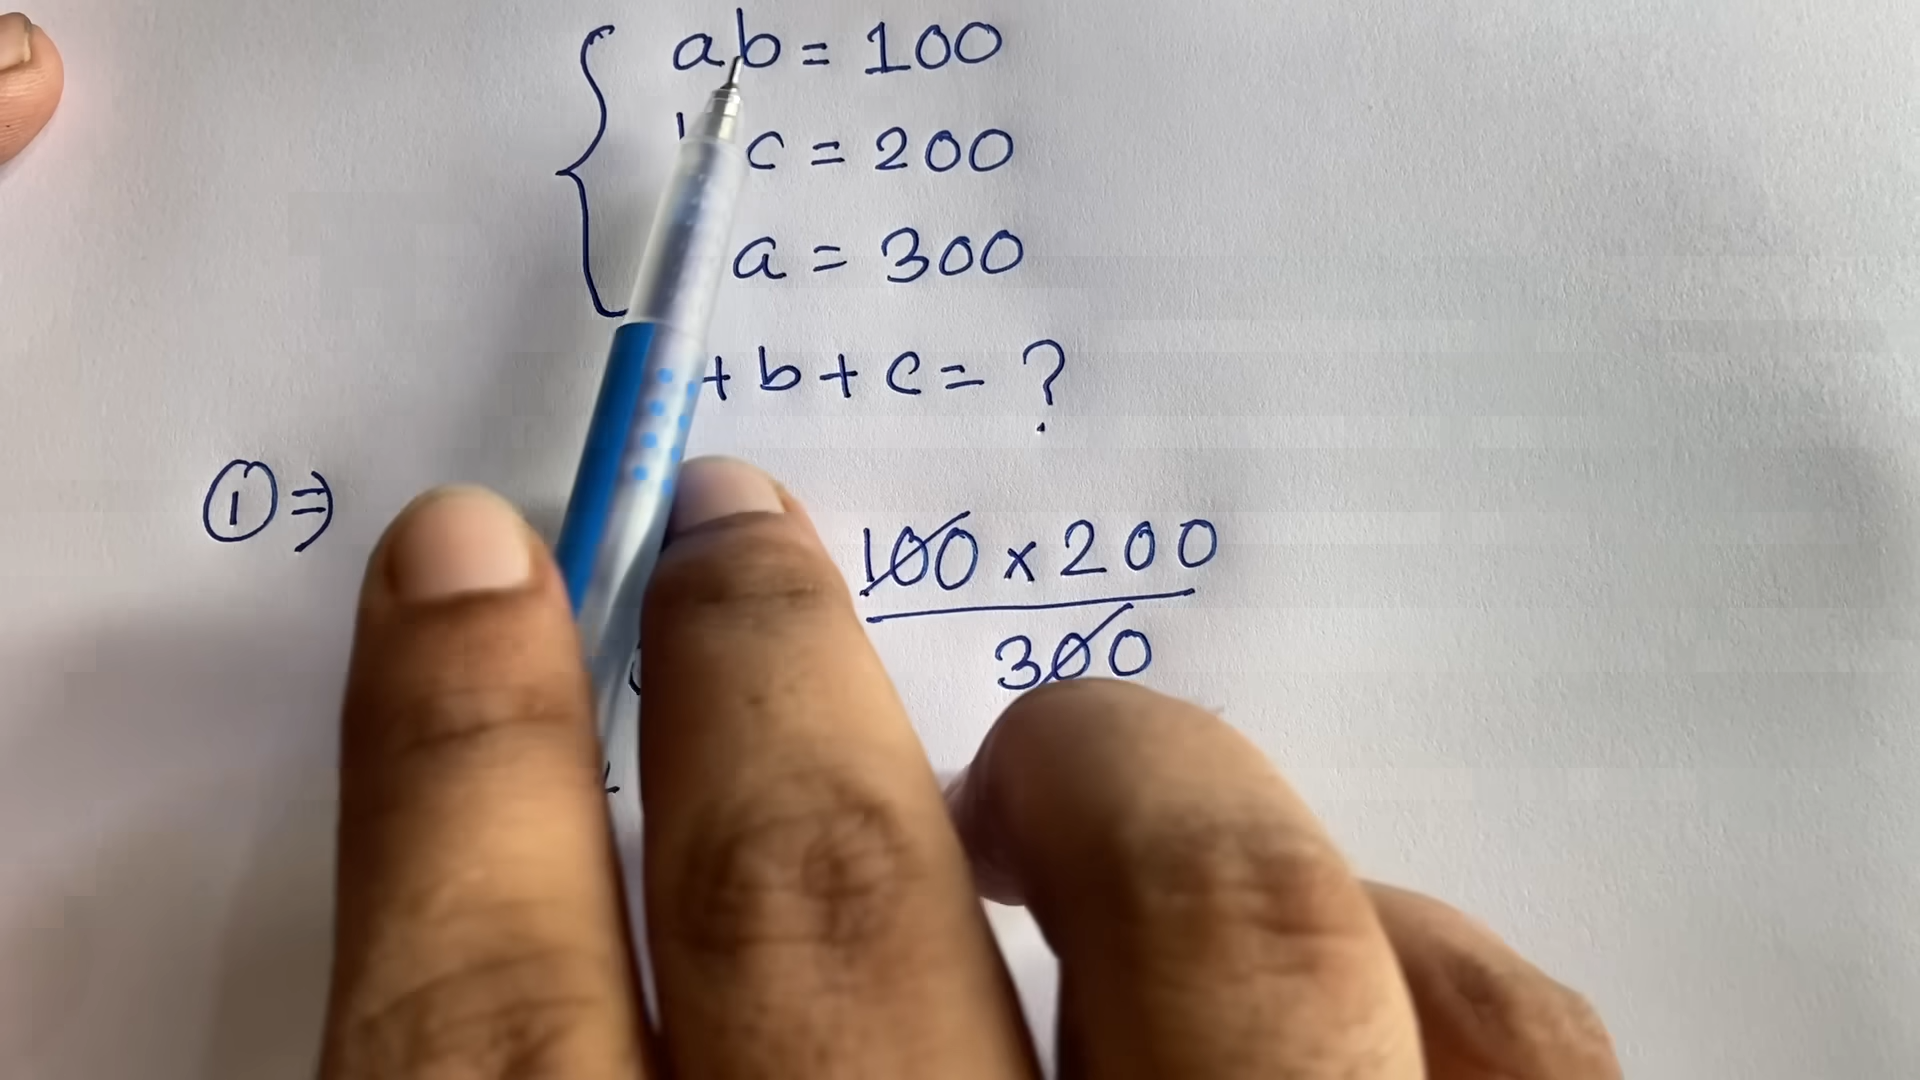 ab = 100
c = 200
a = 300
+ b + c = ?
① ⇒
100 x 200
300